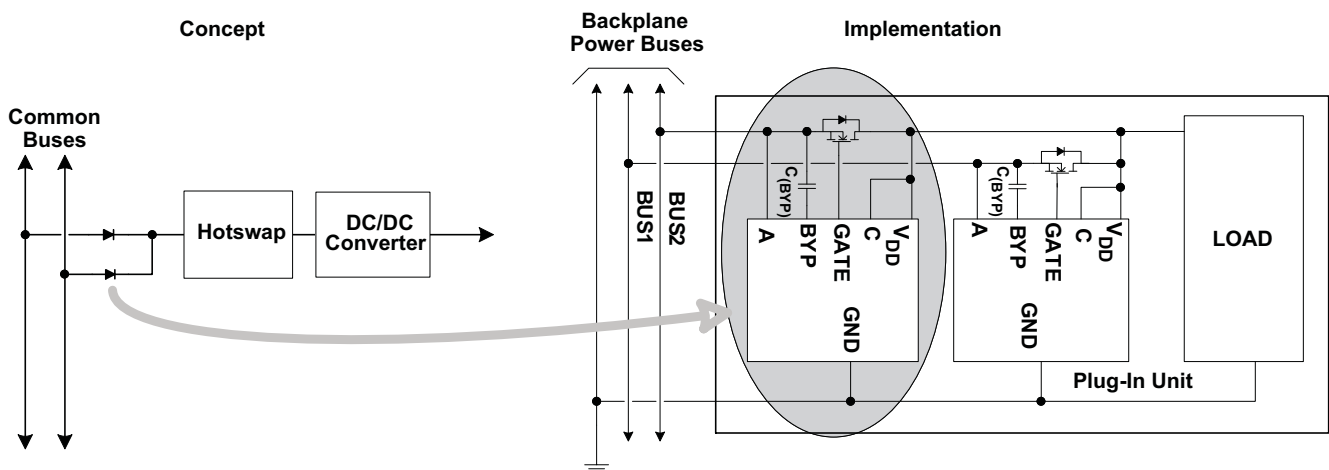 Concept
Backplane
Power Buses
Implementation
Common
Buses
Hotswap
DC/DC
Converter
BUS1
BUS2
C(BYP)
A
BYP
GATE
C
VDD
GND
C(BYP)
A
BYP
GATE
C
VDD
GND
LOAD
Plug-In Unit